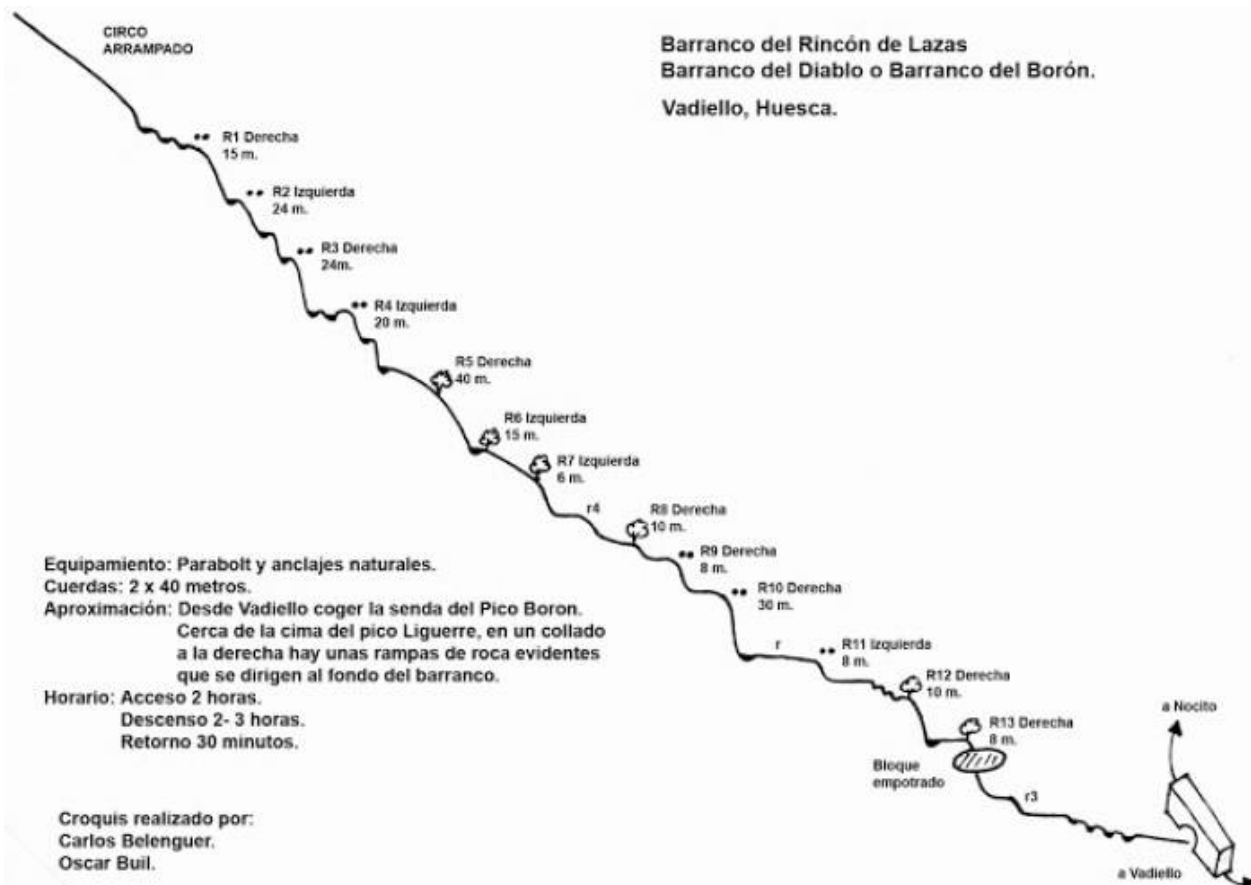 CIRCO
ARRAMPADO
Barranco del Rincón de Lazas
Barranco del Diablo o Barranco del Borón.
Vadiello, Huesca.
R1 Derecha
15 m.
R2 Izquierda
24 m.
R3 Derecha
24m.
R4 Izquierda
20 m.
R5 Derecha
40 m.
R6 Izquierda
15 m.
R7 Izquierda
6 m.
r4
R8 Derecha
10 m.
R9 Derecha
8 m.
R10 Derecha
30 m.
r
R11 Izquierda
8 m.
R12 Derecha
10 m.
R13 Derecha
8 m.
Bloque
empotrado
r3
a Nocito
a Vadiello
Equipamiento: Parabolt y anclajes naturales.
Cuerdas: 2 x 40 metros.
Aproximación: Desde Vadiello coger la senda del Pico Boron.
Cerca de la cima del pico Liguerre, en un collado
a la derecha hay unas rampas de roca evidentes
que se dirigen al fondo del barranco.
Horario: Acceso 2 horas.
Descenso 2- 3 horas.
Retorno 30 minutos.
Croquis realizado por:
Carlos Belenguer.
Oscar Buil.